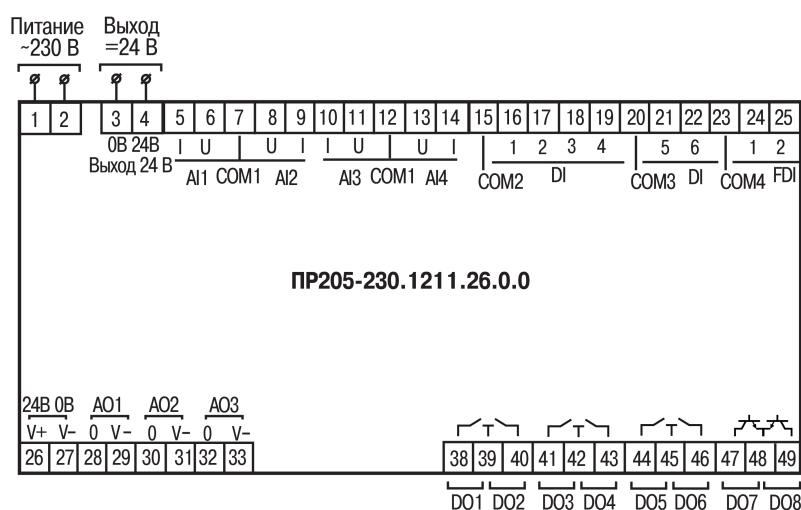 Питание Выход
~230 В =24 В
1 2 3 4 5 6 7 8 9 10 11 12 13 14 15 16 17 18 19 20 21 22 23 24 25
0В 24В I U U I I U U I 1 2 3 4 5 6 1 2
Выход 24 В AI1 COM1 AI2 AI3 COM1 AI4 COM2 DI COM3 DI COM4 FDI
ПР205-230.1211.26.0.0
24В 0В AO1 AO2 AO3
V+ V- 0 V- 0 V- 0 V-
26 27 28 29 30 31 32 33 38 39 40 41 42 43 44 45 46 47 48 49
DO1 DO2 DO3 DO4 DO5 DO6 DO7 DO8